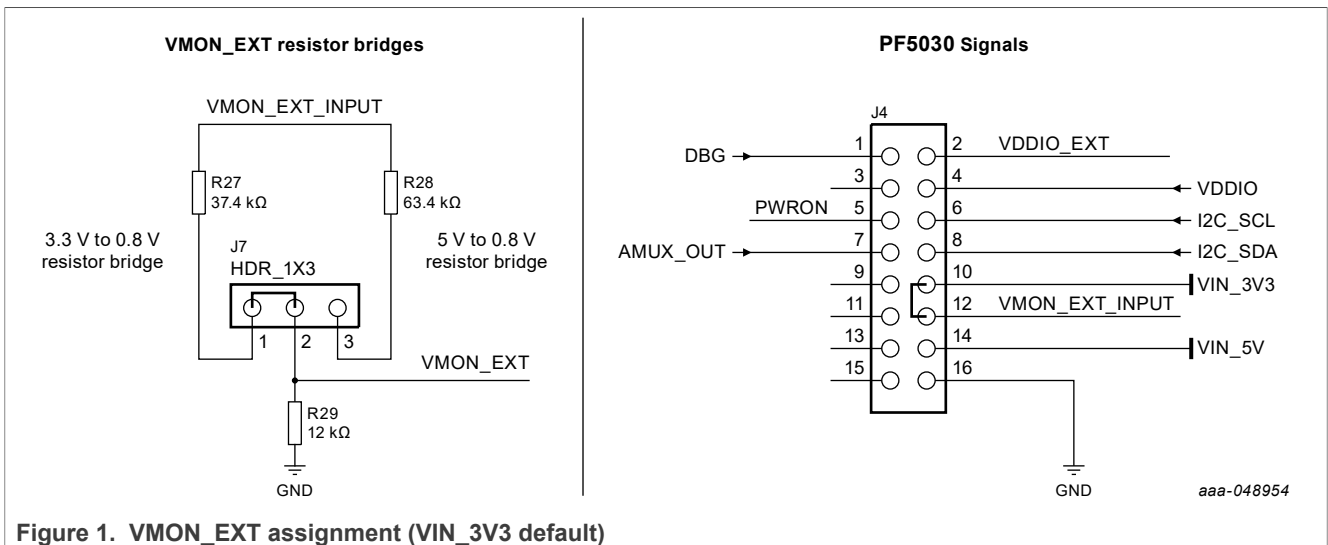 VMON_EXT resistor bridges
VMON_EXT_INPUT
R27
37.4 kΩ
R28
63.4 kΩ
3.3 V to 0.8 V
resistor bridge
5 V to 0.8 V
resistor bridge
J7
HDR_1X3
1
2
3
VMON_EXT
R29
12 kΩ
GND
PF5030 Signals
J4
DBG
1
2
VDDIO_EXT
3
4
VDDIO
PWRON
5
6
I2C_SCL
AMUX_OUT
7
8
I2C_SDA
9
10
VIN_3V3
11
12
VMON_EXT_INPUT
13
14
VIN_5V
15
16
GND
aaa-048954
Figure 1. VMON_EXT assignment (VIN_3V3 default)